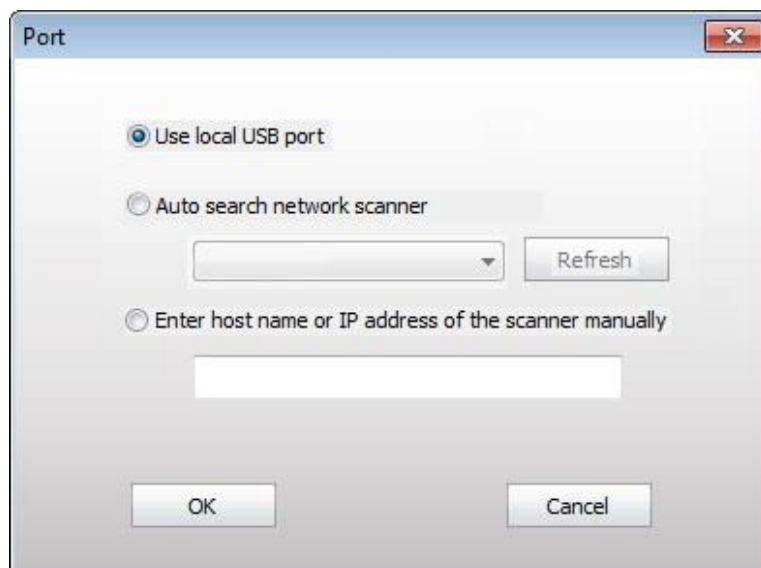 Port
Use local USB port
Auto search network scanner
Refresh
Enter host name or IP address of the scanner manually
OK
Cancel